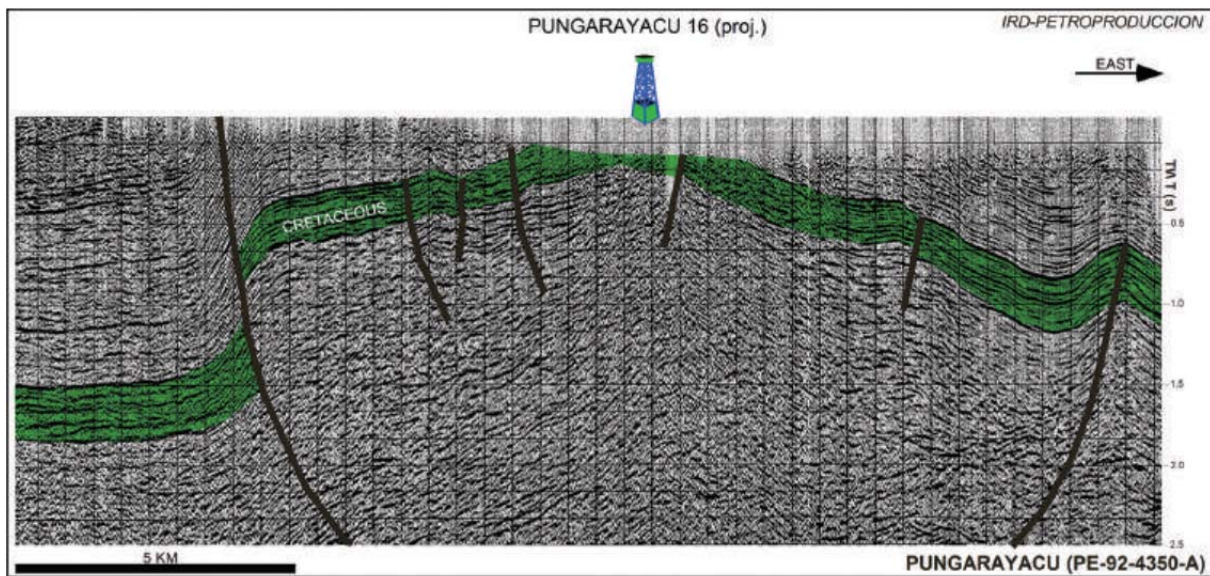 PUNGARAYACU 16 (proj.)
IRD-PETROPRODUCCION
EAST
CRETACEOUS
TWT (s)
0.5
1.0
1.5
2.0
2.5
5 KM
PUNGARAYACU (PE-92-4350-A)